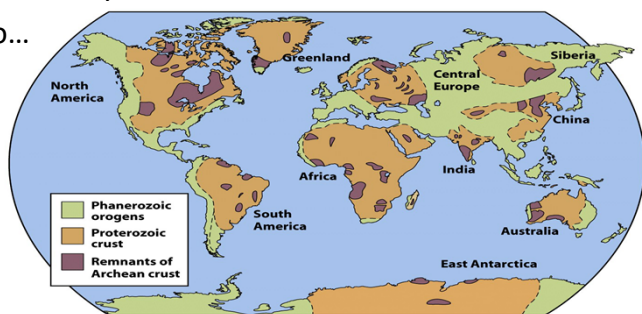 o...
Greenland
Siberia
North
America
Central
Europe
China
Africa
India
Phanerozoic
orogens
Proterozoic
crust
Remnants of
Archean crust
South
America
Australia
East Antarctica